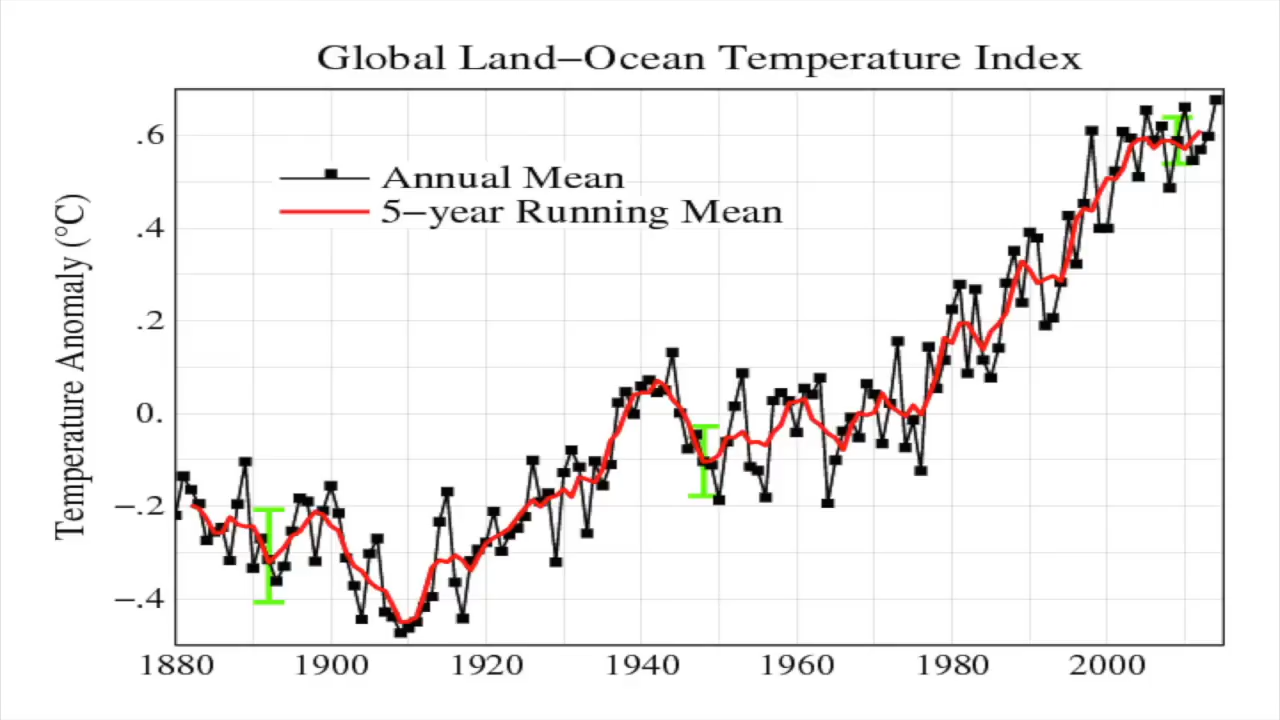 Global Land−Ocean Temperature Index
Annual Mean
5−year Running Mean
Temperature Anomaly (°C)
.6
.4
.2
0.
−.2
−.4
1880 1900 1920 1940 1960 1980 2000